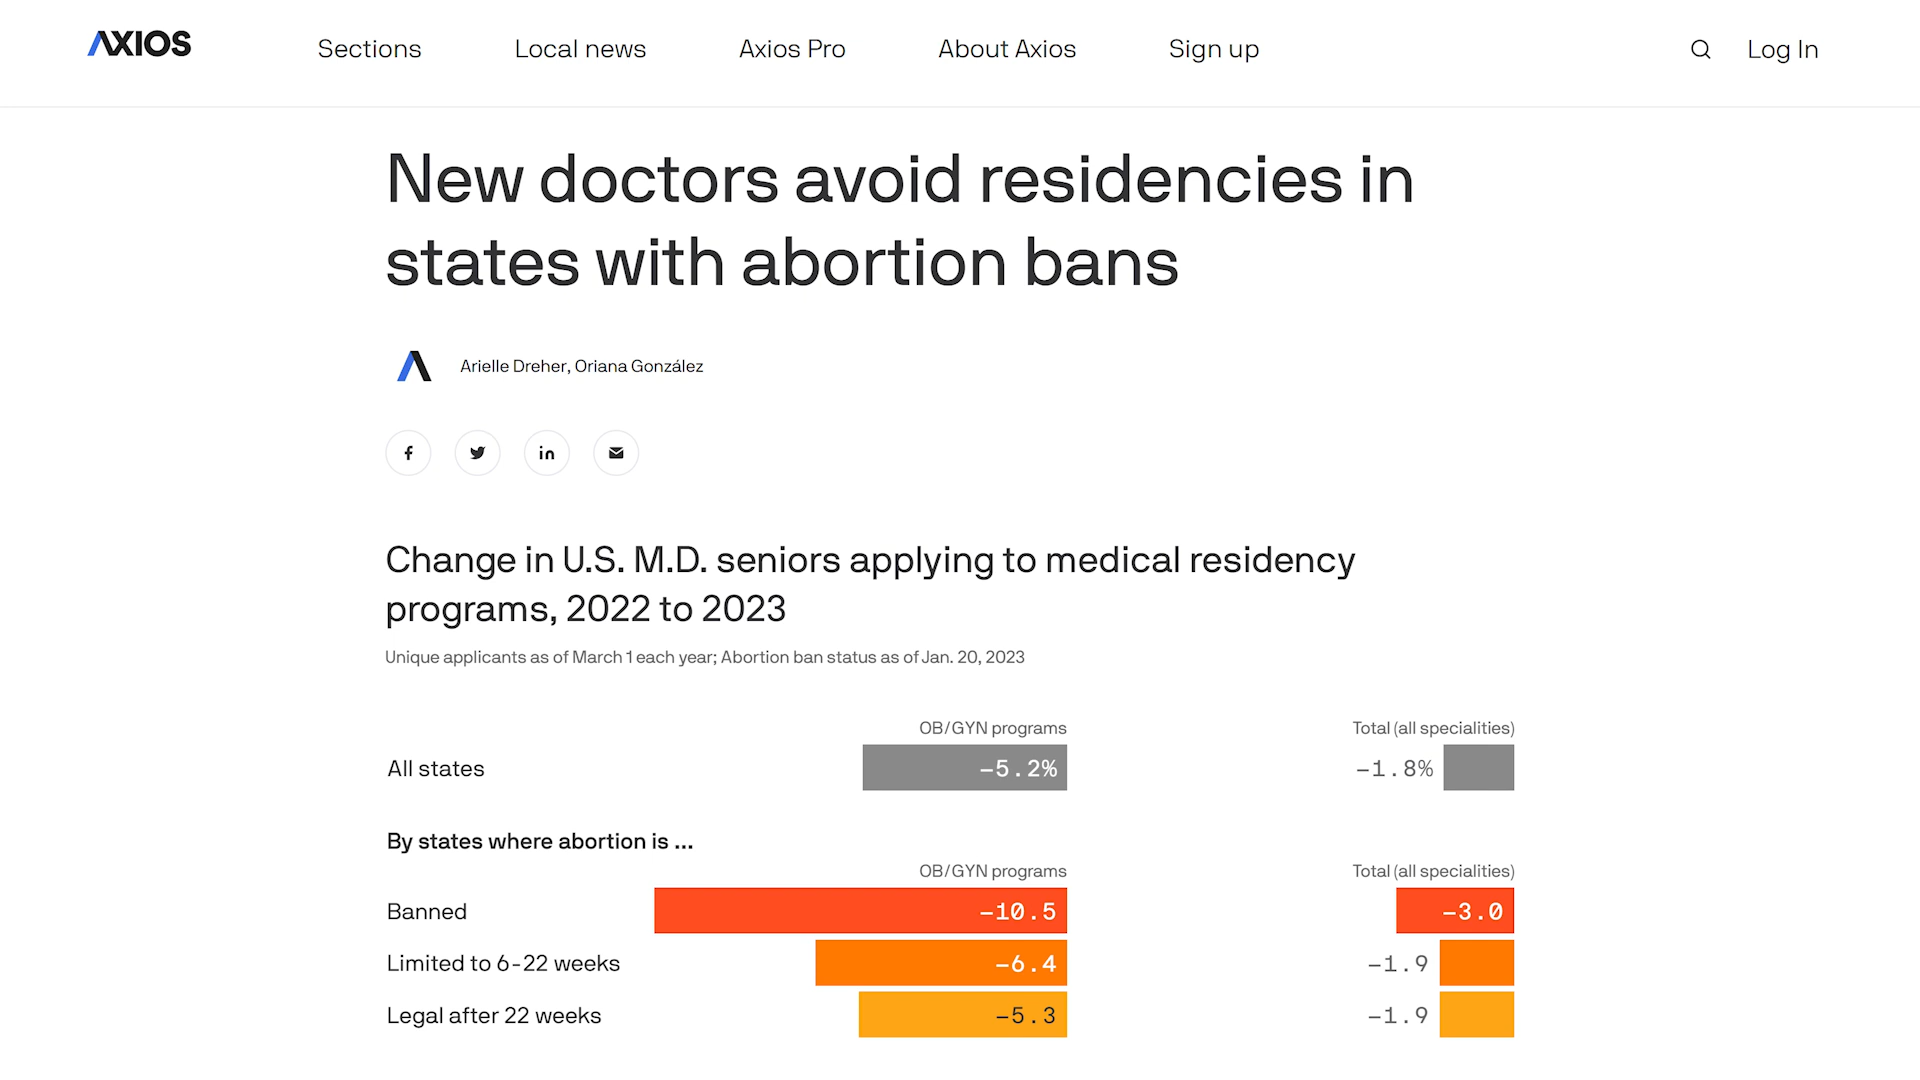 AXIOS
Sections
Local news
Axios Pro
About Axios
Sign up
Log In
New doctors avoid residencies in
states with abortion bans
Arielle Dreher, Oriana González
Change in U.S. M.D. seniors applying to medical residency
programs, 2022 to 2023
Unique applicants as of March 1 each year; Abortion ban status as of Jan. 20, 2023
OB/GYN programs
Total (all specialities)
All states
−5.2%
−1.8%
By states where abortion is ...
OB/GYN programs
Total (all specialities)
Banned
−10.5
−3.0
Limited to 6-22 weeks
−6.4
−1.9
Legal after 22 weeks
−5.3
−1.9